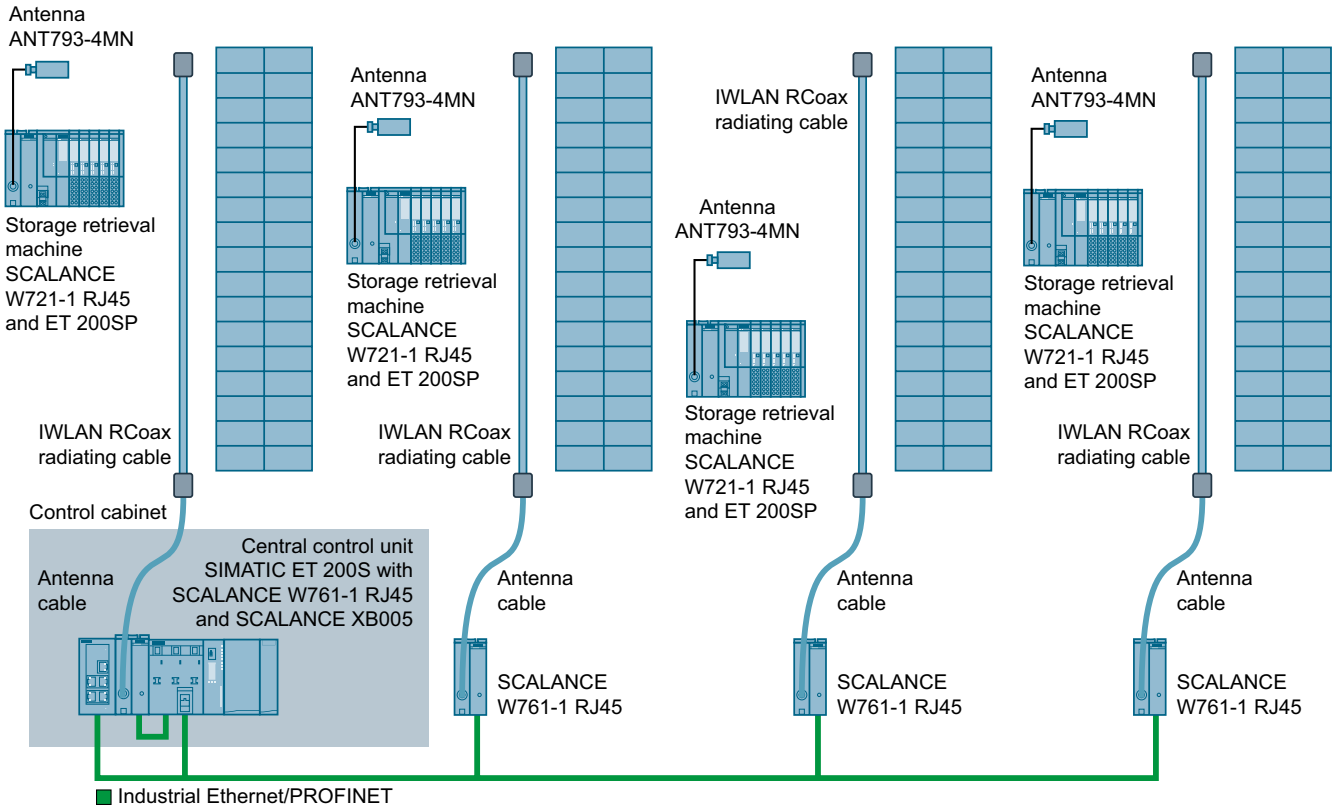 Antenna
ANT793-4MN
Storage retrieval
machine
SCALANCE
W721-1 RJ45
and ET 200SP
IWLAN RCoax
radiating cable
Antenna
ANT793-4MN
Storage retrieval
machine
SCALANCE
W721-1 RJ45
and ET 200SP
IWLAN RCoax
radiating cable
IWLAN RCoax
radiating cable
Antenna
ANT793-4MN
Storage retrieval
machine
SCALANCE
W721-1 RJ45
and ET 200SP
Antenna
ANT793-4MN
Storage retrieval
machine
SCALANCE
W721-1 RJ45
and ET 200SP
IWLAN RCoax
radiating cable
Control cabinet
Central control unit
SIMATIC ET 200S with
SCALANCE W761-1 RJ45
and SCALANCE XB005
Antenna
cable
Antenna
cable
SCALANCE
W761-1 RJ45
Antenna
cable
SCALANCE
W761-1 RJ45
Antenna
cable
SCALANCE
W761-1 RJ45
Industrial Ethernet/PROFINET